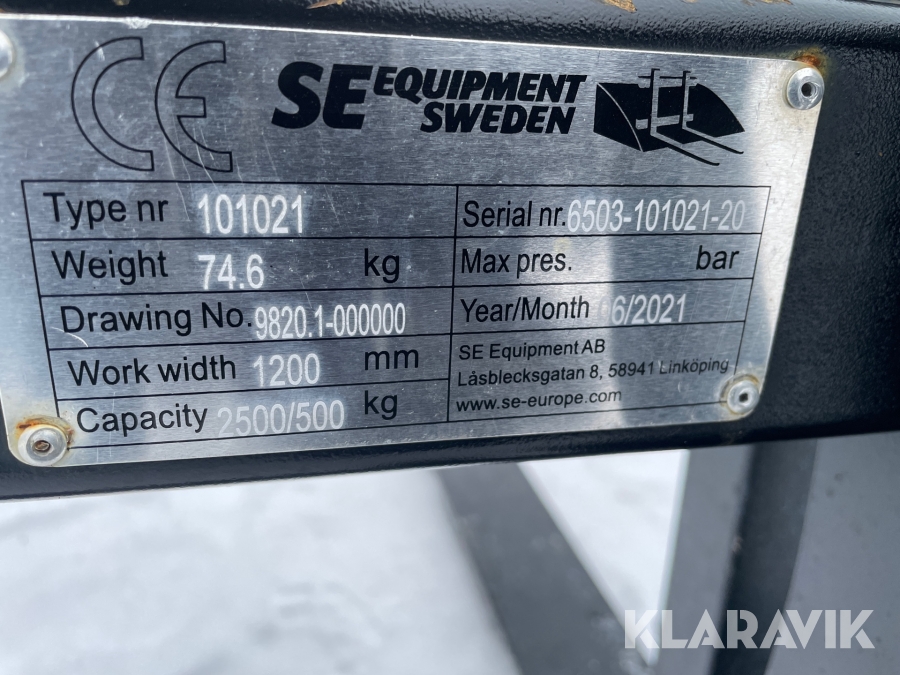 CE
SE EQUIPMENT
SWEDEN
Type nr 101021
Serial nr. 6503-101021-20
Weight 74.6 kg
Max pres. bar
Drawing No. 9820.1-000000
Year/Month 6/2021
Work width 1200 mm
SE Equipment AB
Låsblecksgatan 8, 58941 Linköping
Capacity 2500/500 kg
www.se-europe.com
KLARAVIK